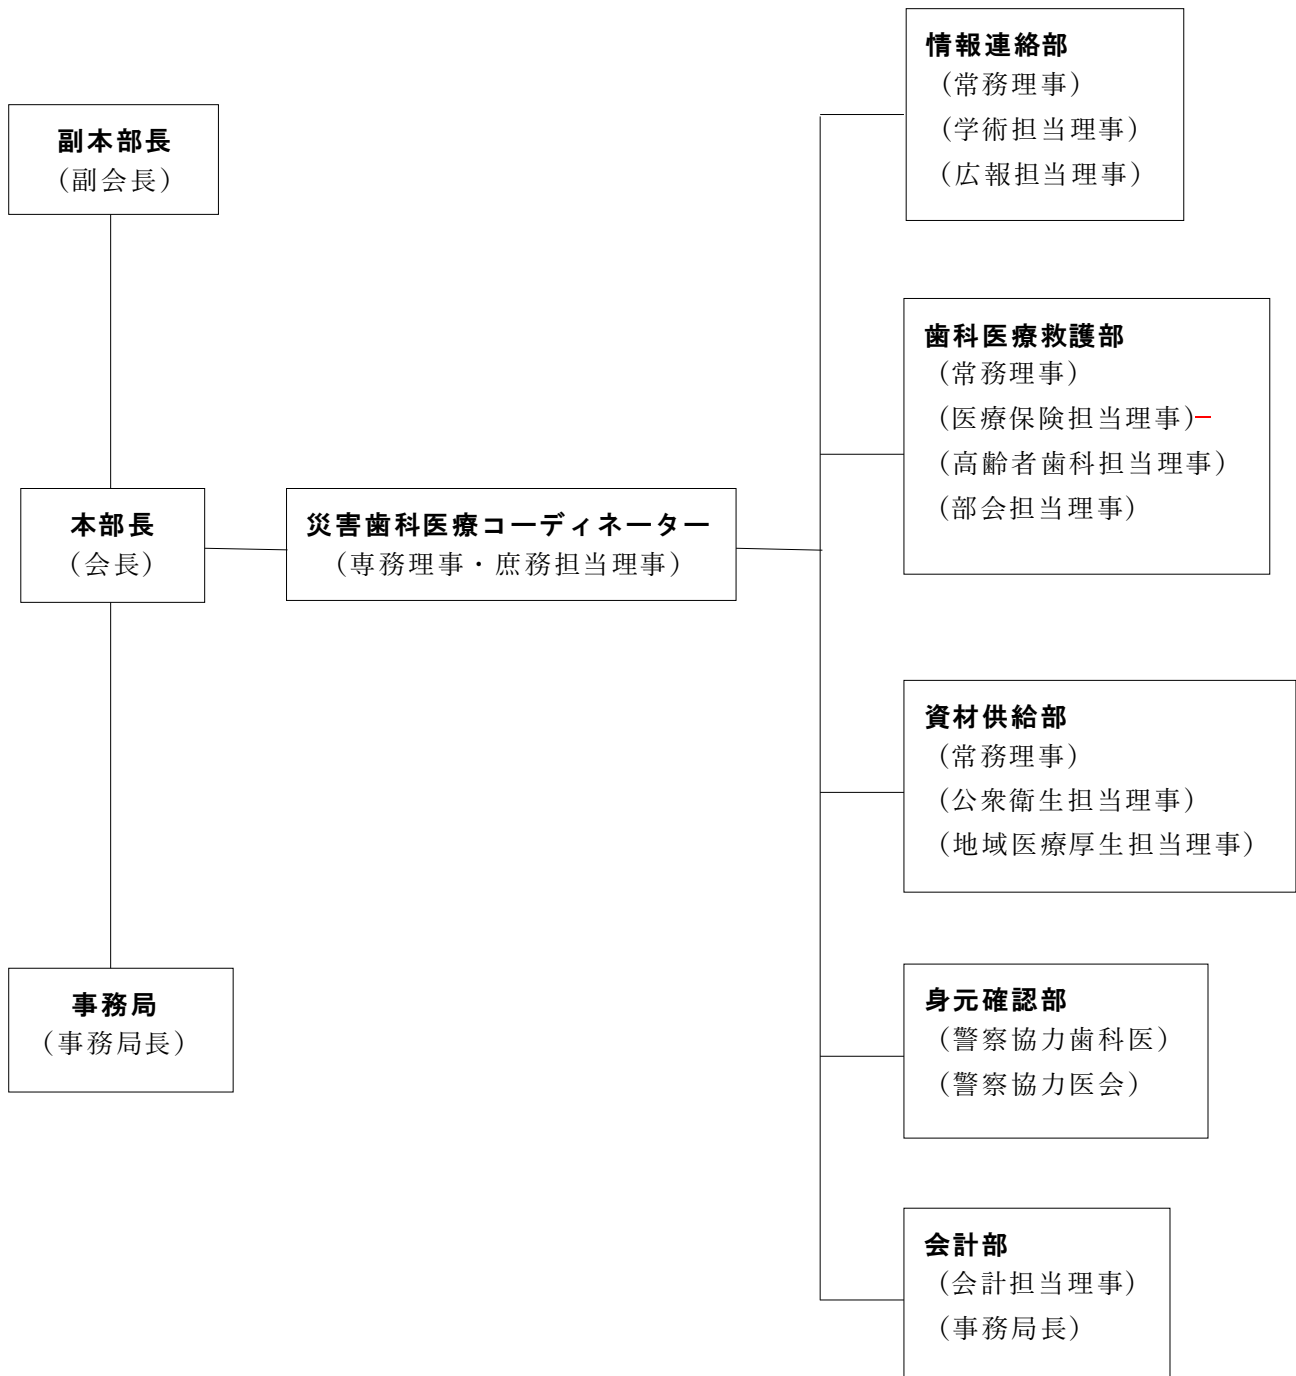 副本部長
（副会長）
本部長
（会長）
事務局
（事務局長）
災害歯科医療コーディネーター
（専務理事・庶務担当理事）
情報連絡部
（常務理事）
（学術担当理事）
（広報担当理事）
歯科医療救護部
（常務理事）
（医療保険担当理事）
（高齢者歯科担当理事）
（部会担当理事）
資材供給部
（常務理事）
（公衆衛生担当理事）
（地域医療厚生担当理事）
身元確認部
（警察協力歯科医）
（警察協力医会）
会計部
（会計担当理事）
（事務局長）